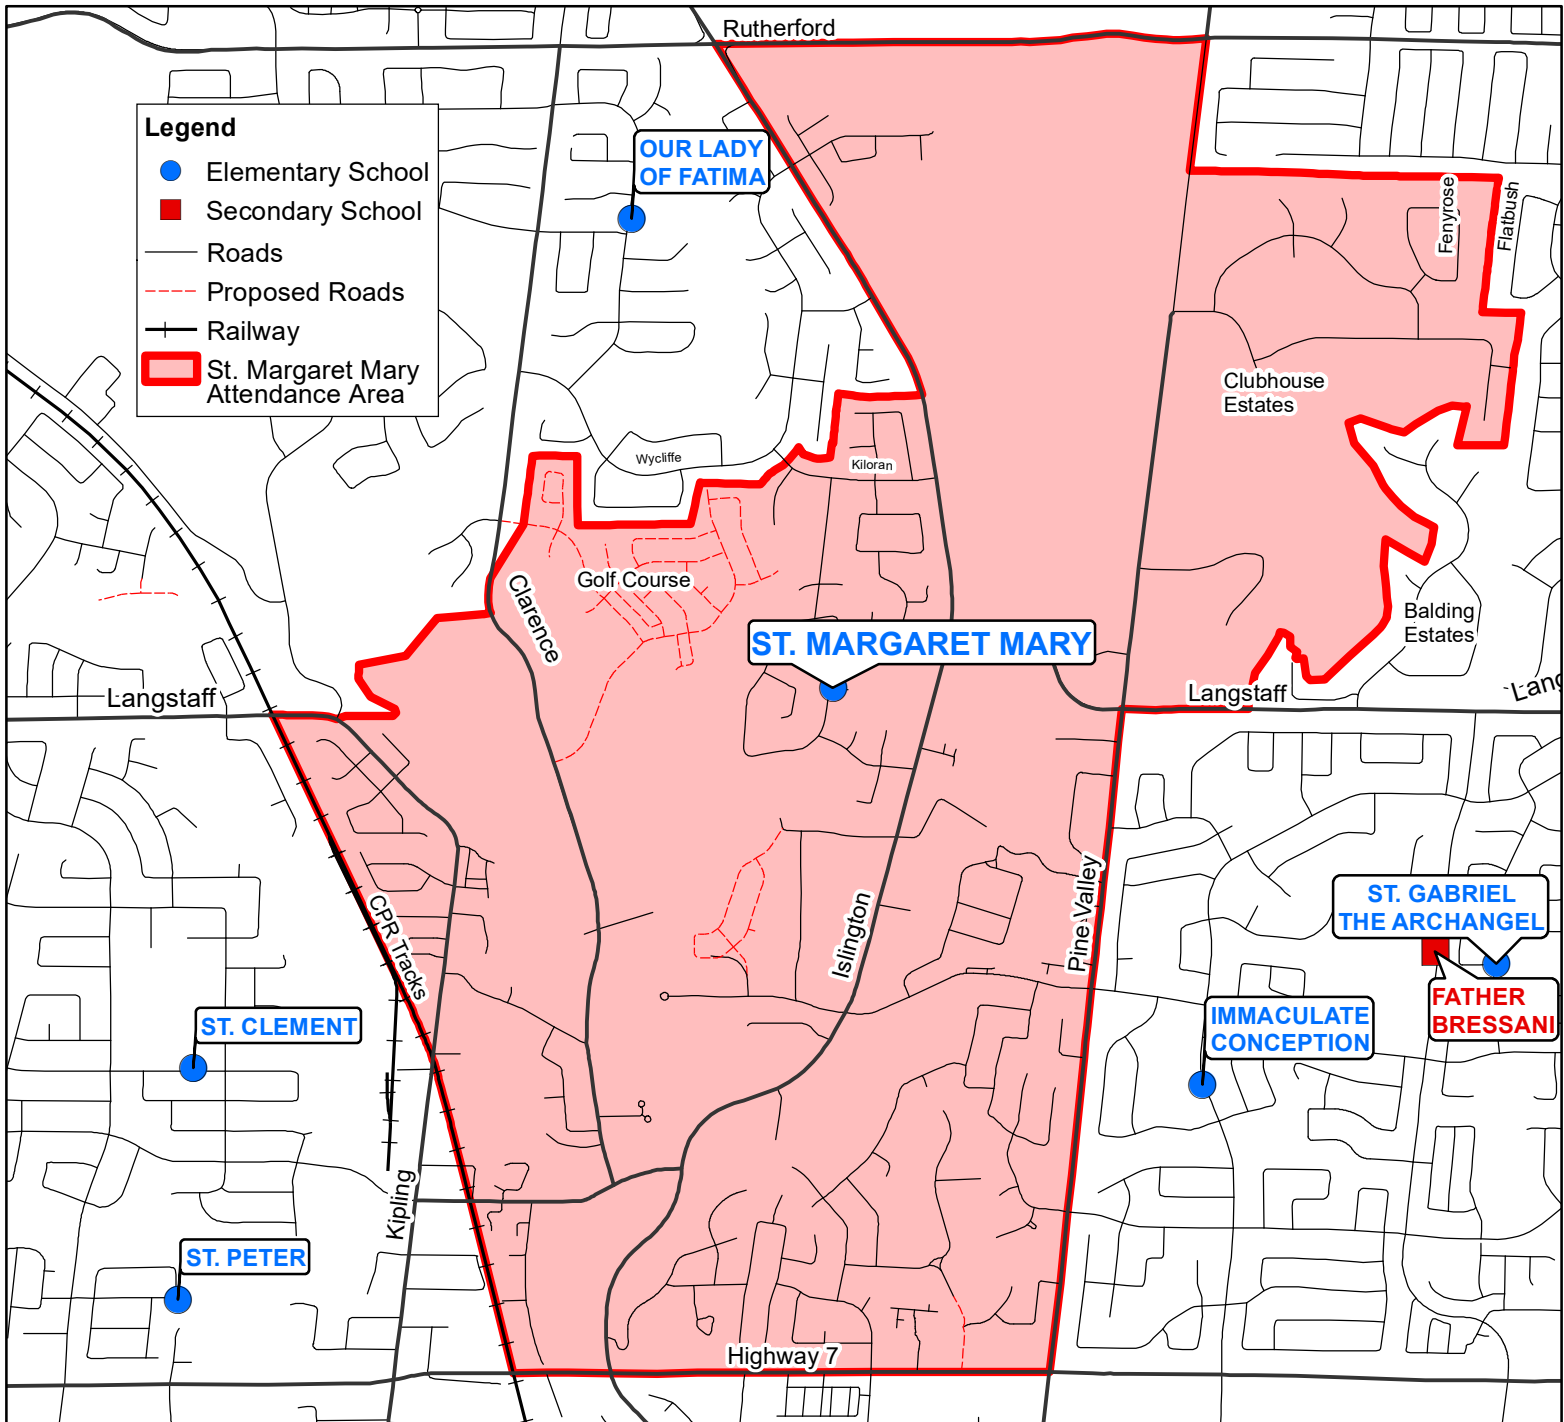 Rutherford
Legend
Elementary School
Secondary School
Roads
Proposed Roads
Railway
St. Margaret Mary
Attendance Area
OUR LADY
OF FATIMA
Fenyrose
Flatbush
Clubhouse
Estates
Wycliffe
Kiloran
Golf Course
Clarence
Balding
Estates
ST. MARGARET MARY
Langstaff
Langstaff
Lang
CPR Tracks
Islington
Pine Valley
ST. GABRIEL
THE ARCHANGEL
FATHER
BRESSANI
ST. CLEMENT
IMMACULATE
CONCEPTION
Kipling
ST. PETER
Highway 7